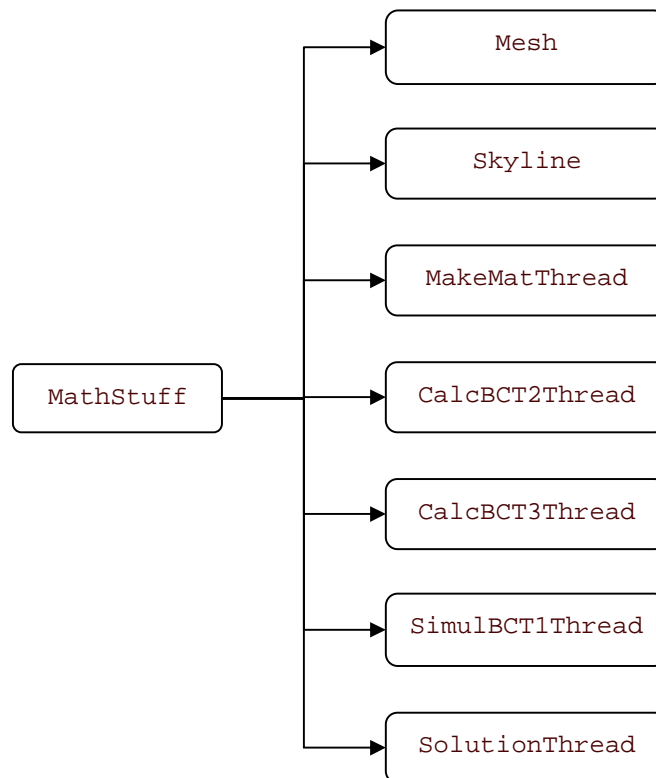 Mesh
Skyline
MakeMatThread
MathStuff
CalcBCT2Thread
CalcBCT3Thread
SimulBCT1Thread
SolutionThread